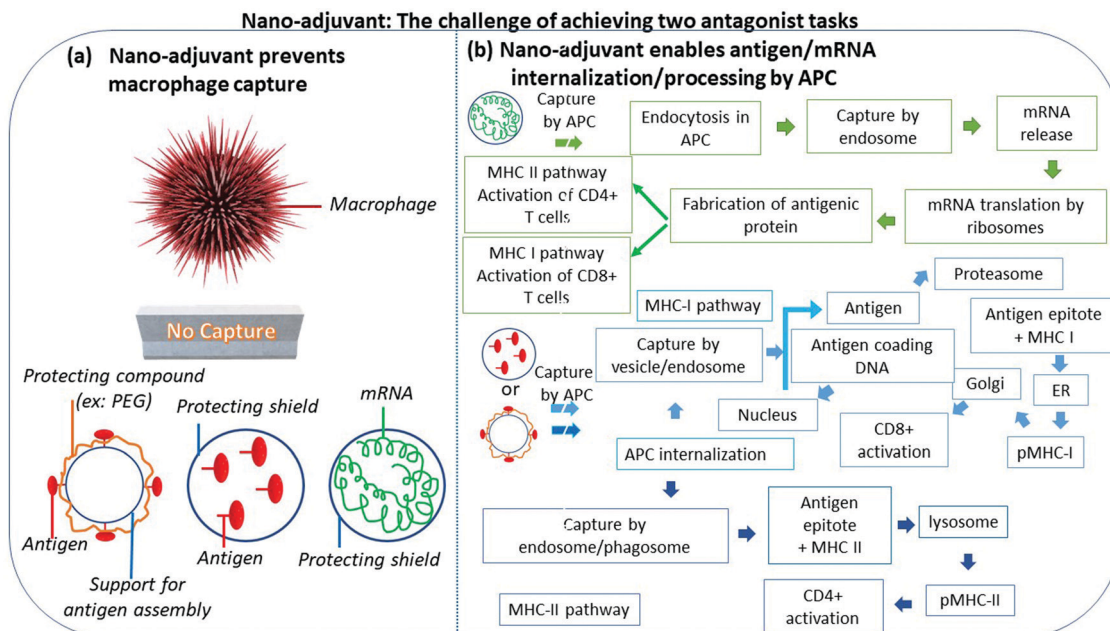 Nano-adjuvant: The challenge of achieving two antagonist tasks
(a) Nano-adjuvant prevents
macrophage capture
Macrophage
No Capture
Protecting compound
(ex: PEG)
Protecting shield
mRNA
Antigen
Support for
antigen assembly
Antigen
Protecting shield
(b) Nano-adjuvant enables antigen/mRNA
internalization/processing by APC
Capture
by APC
Endocytosis in
APC
Capture by
endosome
mRNA
release
mRNA translation by
ribosomes
Fabrication of antigenic
protein
MHC II pathway
Activation of CD4+
T cells
MHC I pathway
Activation of CD8+
T cells
MHC-I pathway
Antigen
Proteasome
Antigen epitote
+ MHC I
Capture by
vesicle/endosome
Antigen coading
DNA
or
Capture
by APC
Nucleus
Golgi
ER
CD8+
activation
pMHC-I
APC internalization
Capture by
endosome/phagosome
Antigen
epitote
+ MHC II
lysosome
pMHC-II
CD4+
activation
MHC-II pathway